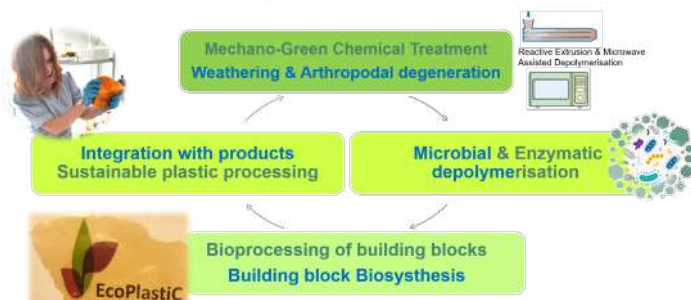 Mechano-Green Chemical Treatment
Weathering & Arthropodal degeneration
Reactive Extrusion & Microwave
Assisted Depolymerisation
Integration with products
Sustainable plastic processing
Microbial & Enzymatic
depolymerisation
Bioprocessing of building blocks
Building block Biosysthesis
EcoPlastiC